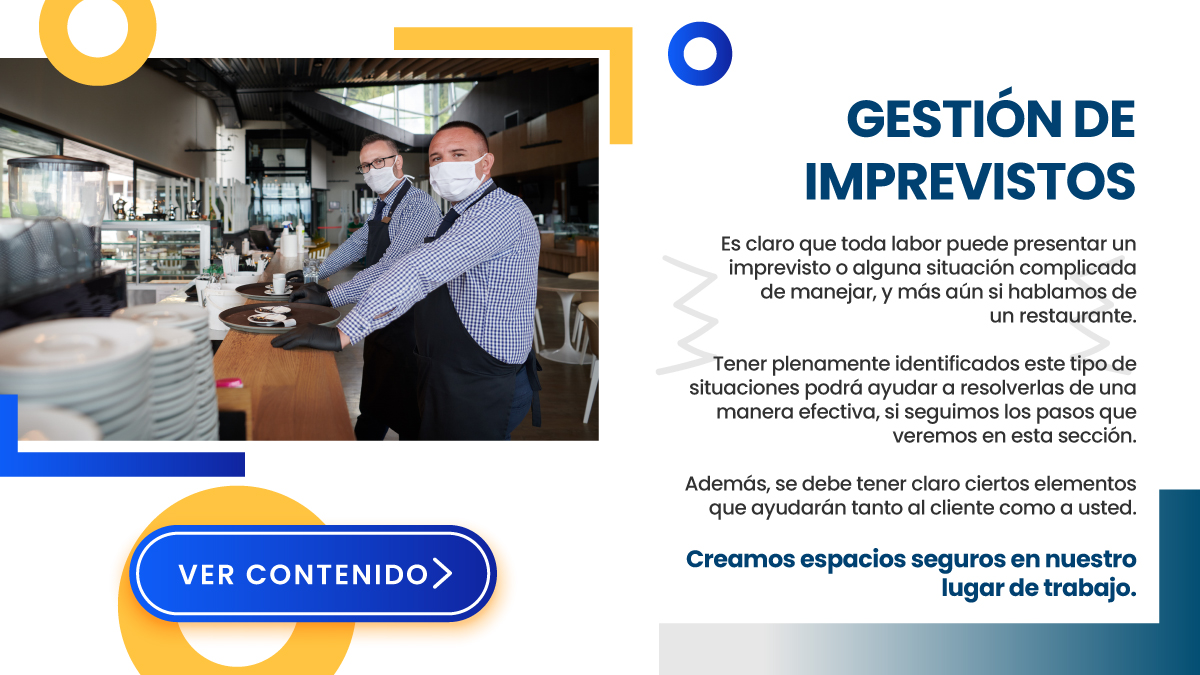 GESTIÓN DE
IMPREVISTOS
Es claro que toda labor puede presentar un
imprevisto o alguna situación complicada
de manejar, y más aún si hablamos de
un restaurante.
Tener plenamente identificados este tipo de
situaciones podrá ayudar a resolverlas de una
manera efectiva, si seguimos los pasos que
veremos en esta sección.
Además, se debe tener claro ciertos elementos
que ayudarán tanto al cliente como a usted.
Creamos espacios seguros en nuestro
lugar de trabajo.
VER CONTENIDO